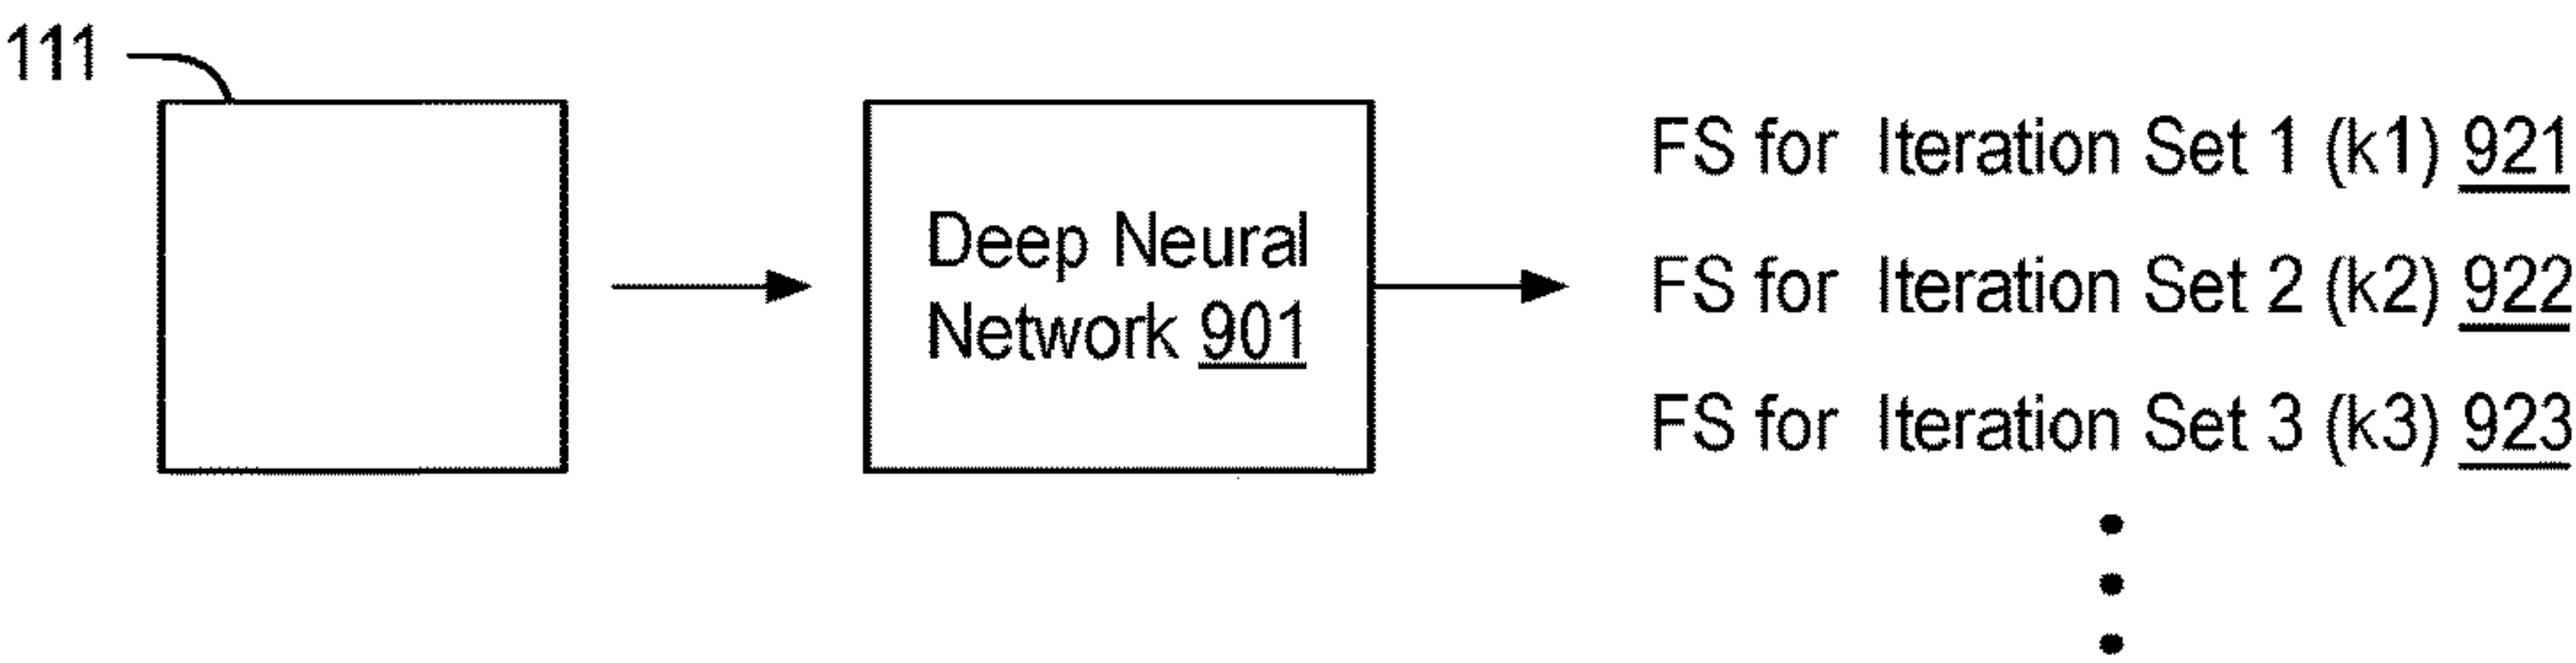 111
Deep Neural
Network 901
FS for Iteration Set 1 (k1) 921
FS for Iteration Set 2 (k2) 922
FS for Iteration Set 3 (k3) 923